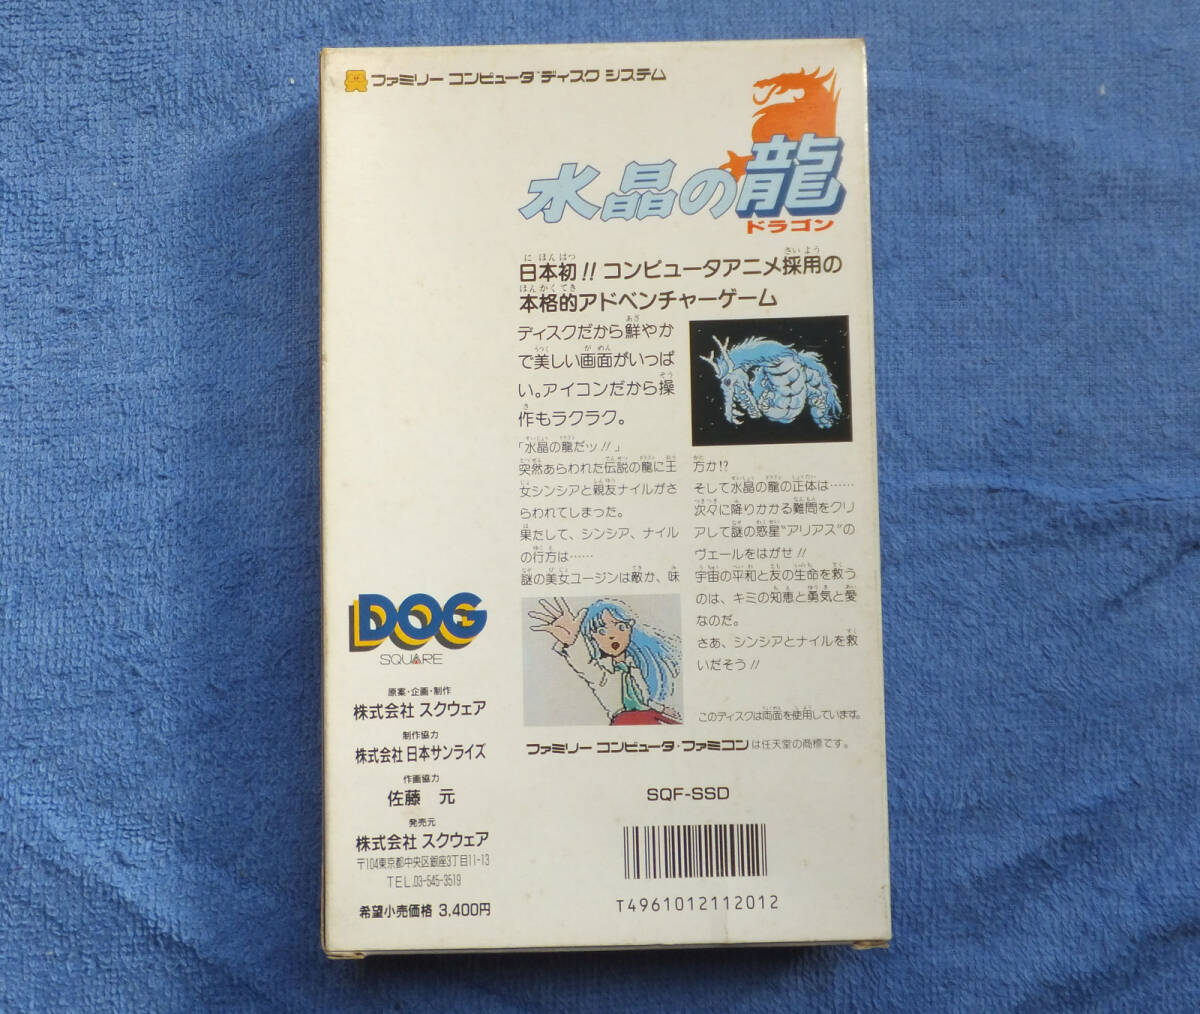 ファミリー コンピュータ™ディスク システム
水晶の龍
ドラゴン
日本初!! コンピュータアニメ採用の
本格的アドベンチャーゲーム
ディスクだから鮮やか
で美しい画面がいっぱ
い。アイコンだから操
作もラクラク。
「水晶の龍だッ!!」
突然あらわれた伝説の龍に王
女シンシアと親友ナイルがさ
らわれてしまった。
果たして、シンシア、ナイル
の行方は……
謎の美女ユージンは敵か、味
方か!?
そして水晶の龍の正体は……
次々に降りかかる難問をクリ
アして謎の惑星“アリアス”の
ヴェールをはがせ!!
宇宙の平和と友の生命を救う
のは、キミの知恵と勇気と愛
なのだ。
さあ、シンシアとナイルを救
いだそう!!
このディスクは両面を使用しています。
ファミリー コンピュータ・ファミコンは任天堂の商標です。
DOG
SQUARE
原案・企画・制作
株式会社 スクウェア
制作協力
株式会社 日本サンライズ
作画協力
佐藤 元
発売元
株式会社 スクウェア
〒104東京都中央区銀座3丁目11-13
TEL.03-545-3519
希望小売価格 3,400円
SQF-SSD
T4961012112012